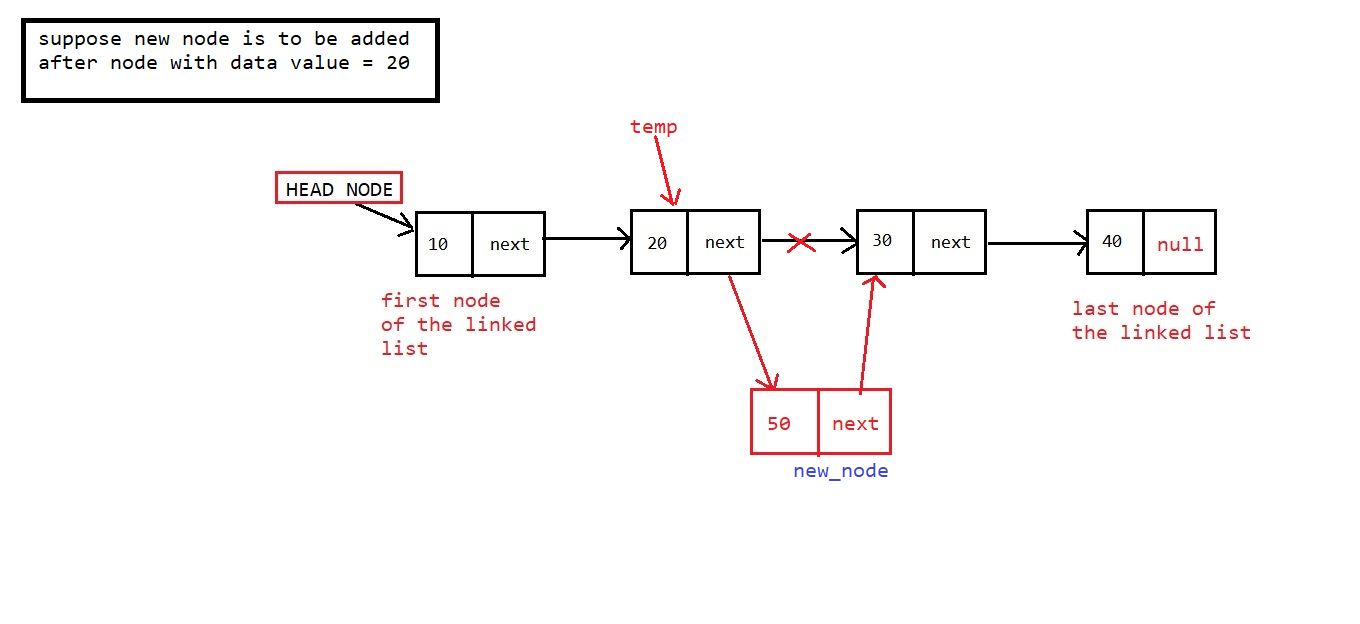 suppose new node is to be added
after node with data value = 20
temp
HEAD NODE
10 next
20 next
30 next
40 null
first node
of the linked
list
last node of
the linked list
50 next
new_node